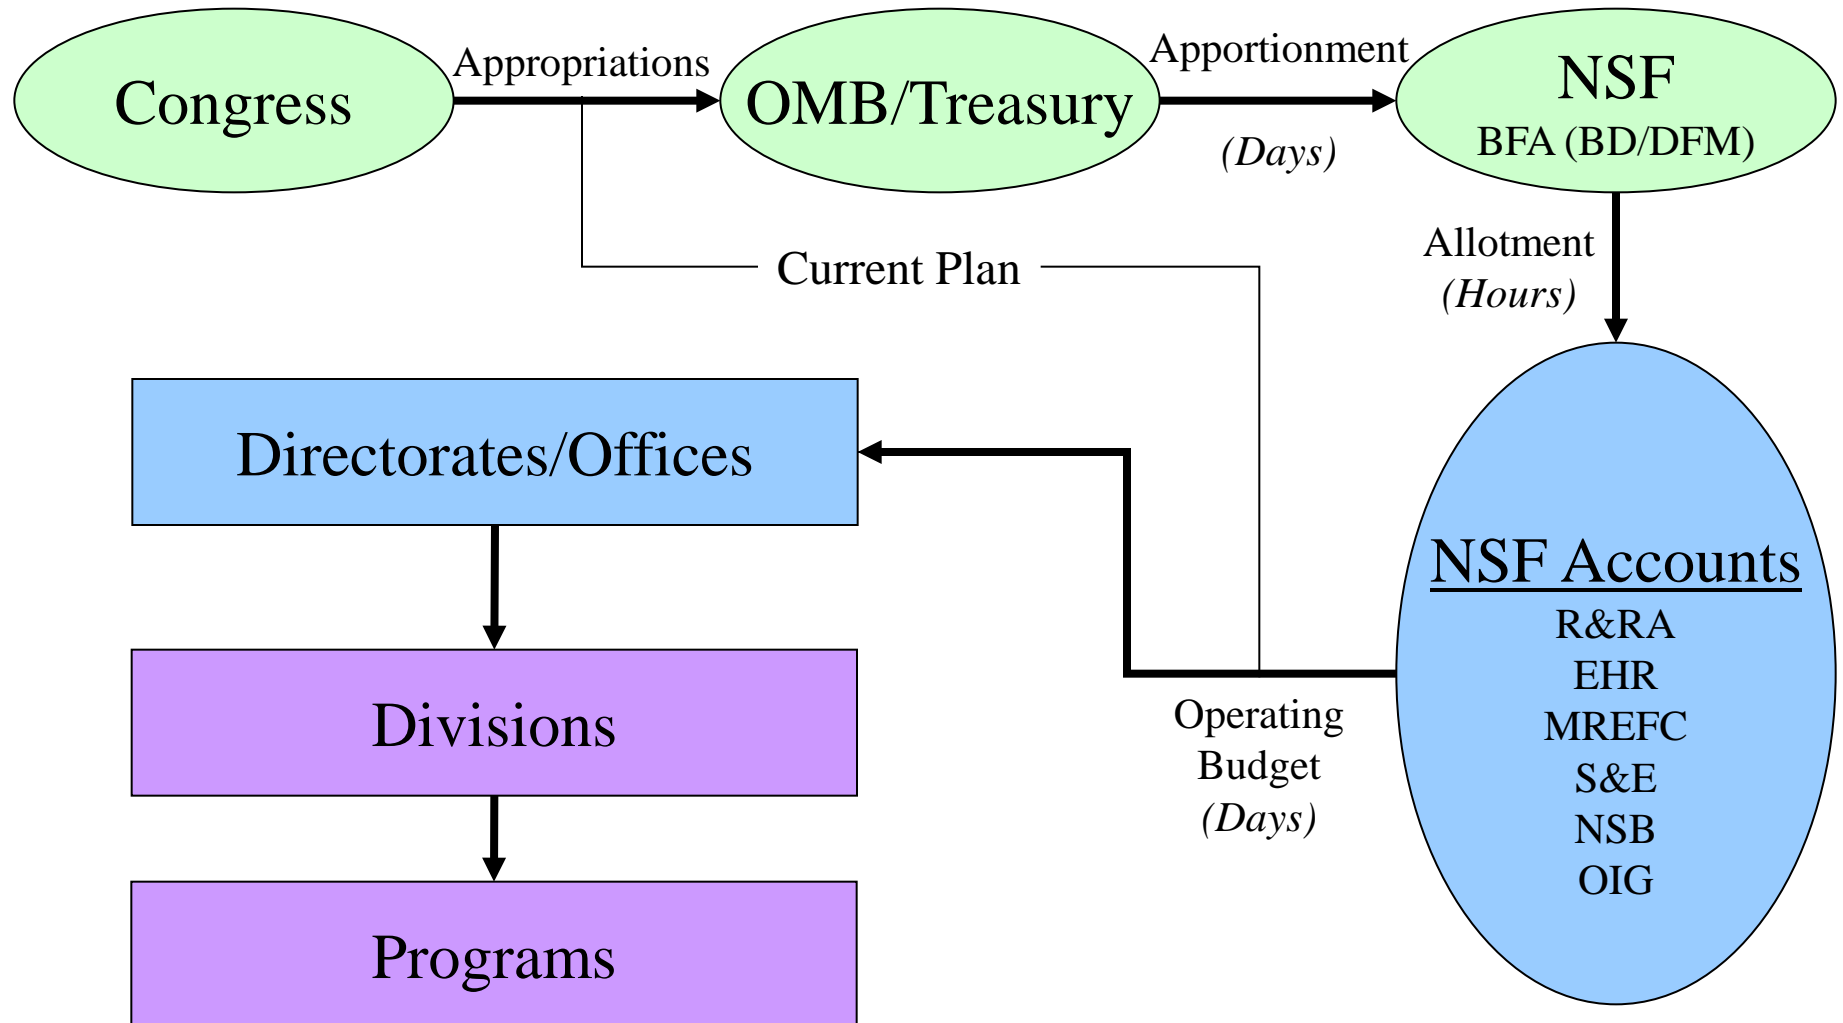 Congress
Appropriations
OMB/Treasury
Apportionment
(Days)
NSF
BFA (BD/DFM)
Allotment
(Hours)
Current Plan
Directorates/Offices
NSF Accounts
R&RA
EHR
MREFC
S&E
NSB
OIG
Operating
Budget
(Days)
Divisions
Programs